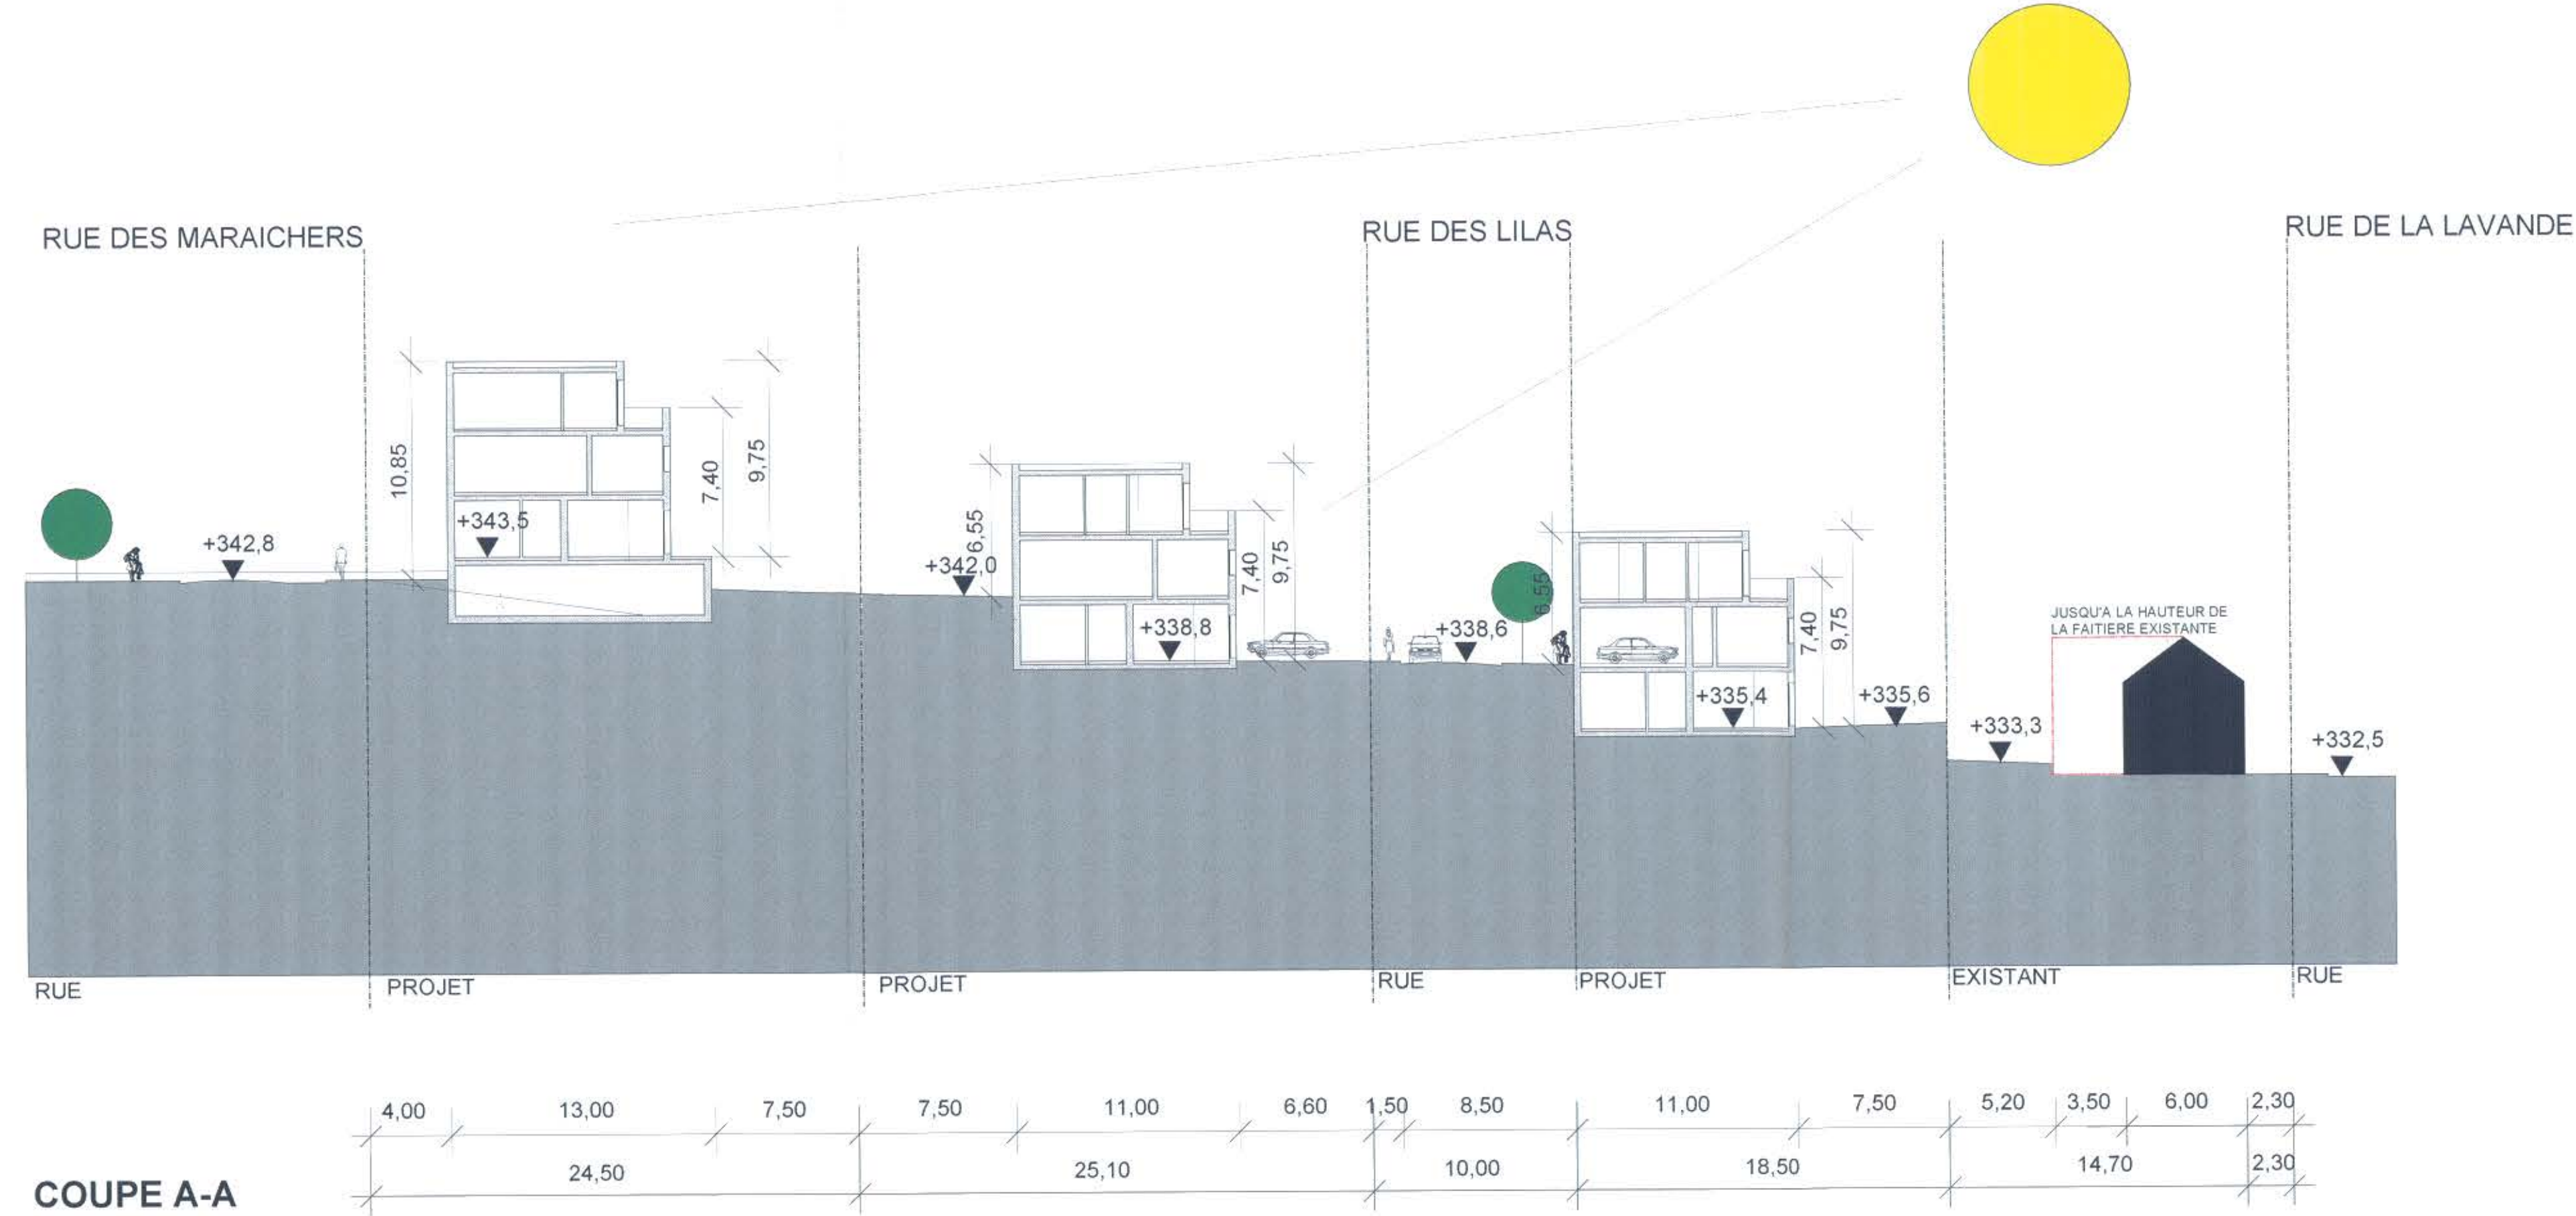 RUE DES MARAICHERS
RUE DES LILAS
RUE DE LA LAVANDE
10,85
7,40
9,75
+343,5
+342,8
6,55
+342,0
7,40
9,75
+338,8
+338,6
6,55
7,40
9,75
+335,4
+335,6
JUSQU'A LA HAUTEUR DE
LA FAITIERE EXISTANTE
+333,3
+332,5
RUE
PROJET
PROJET
RUE
PROJET
EXISTANT
RUE
4,00 13,00 7,50 7,50 11,00 6,60 1,50 8,50 11,00 7,50 5,20 3,50 6,00 2,30
24,50 25,10 10,00 18,50 14,70 2,30
COUPE A-A